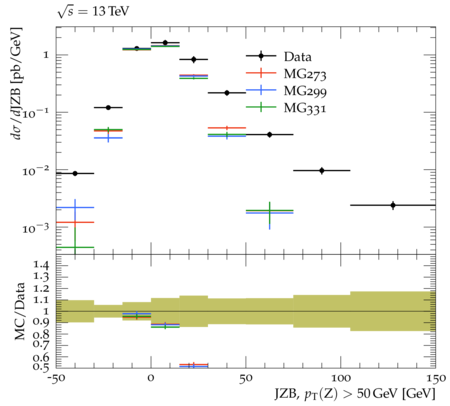 √s = 13 TeV
dσ/dJZB [pb/GeV]
1
10⁻¹
10⁻²
10⁻³
Data
MG273
MG299
MG331
MC/Data
1.4
1.3
1.2
1.1
1
0.9
0.8
0.7
0.6
0.5
-50 0 50 100 150
JZB, p_T(Z) > 50 GeV [GeV]